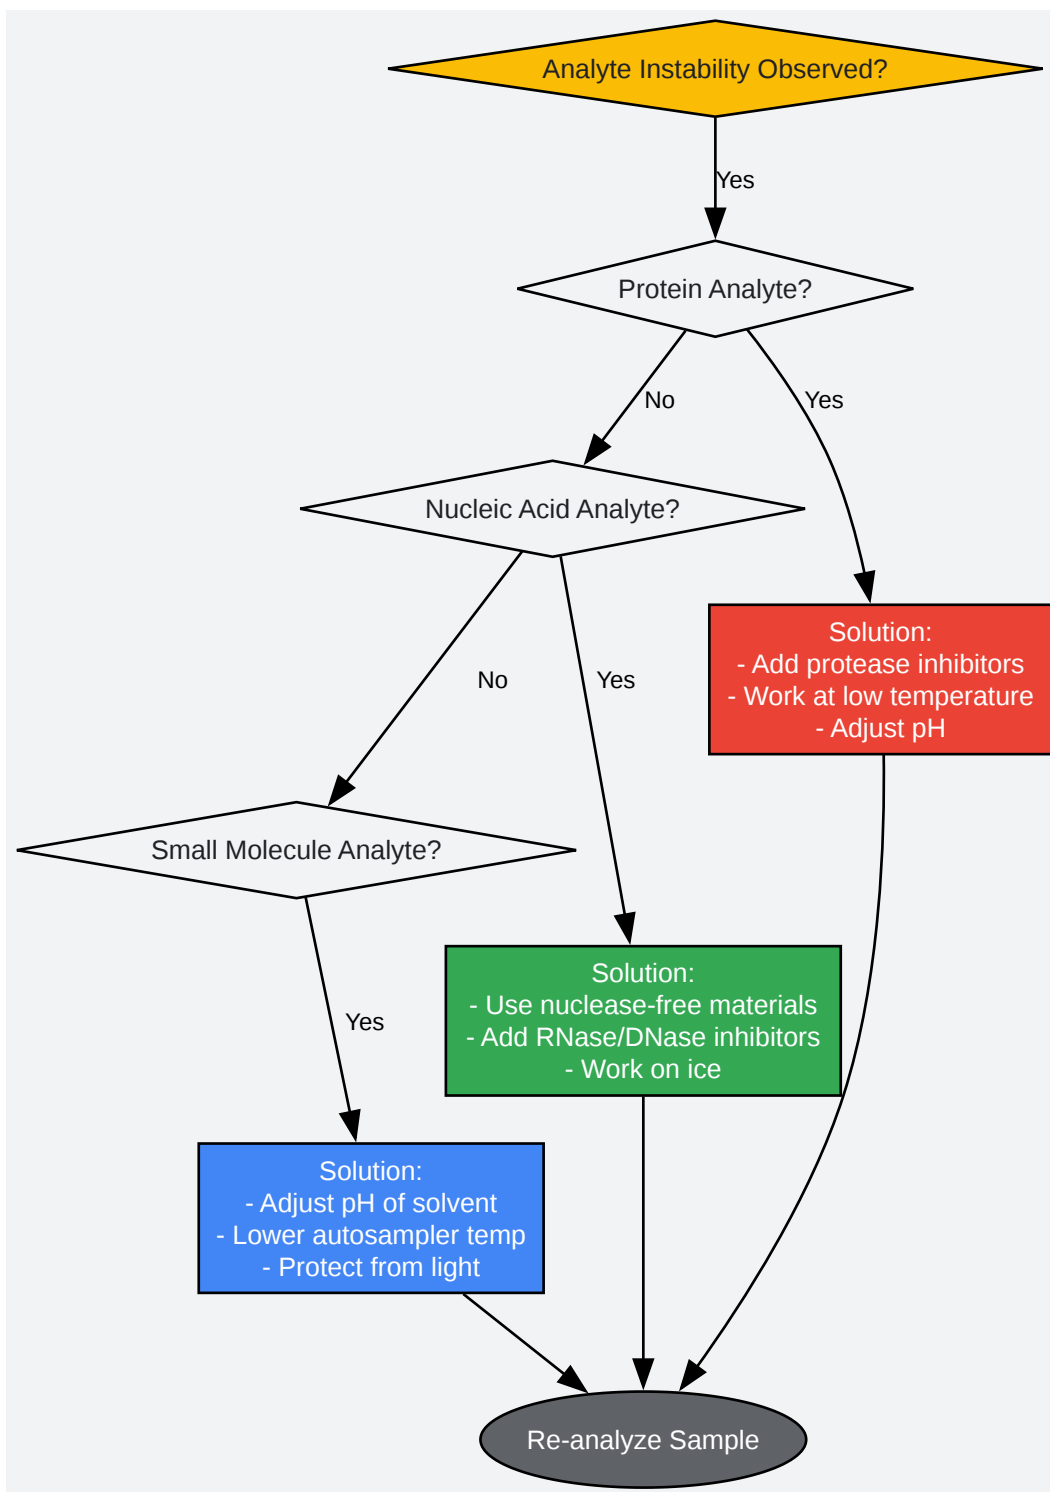 Analyte Instability Observed?
Yes
Protein Analyte?
No
Yes
Nucleic Acid Analyte?
No
Yes
Solution:
- Add protease inhibitors
- Work at low temperature
- Adjust pH
Small Molecule Analyte?
Yes
Solution:
- Use nuclease-free materials
- Add RNase/DNase inhibitors
- Work on ice
Solution:
- Adjust pH of solvent
- Lower autosampler temp
- Protect from light
Re-analyze Sample